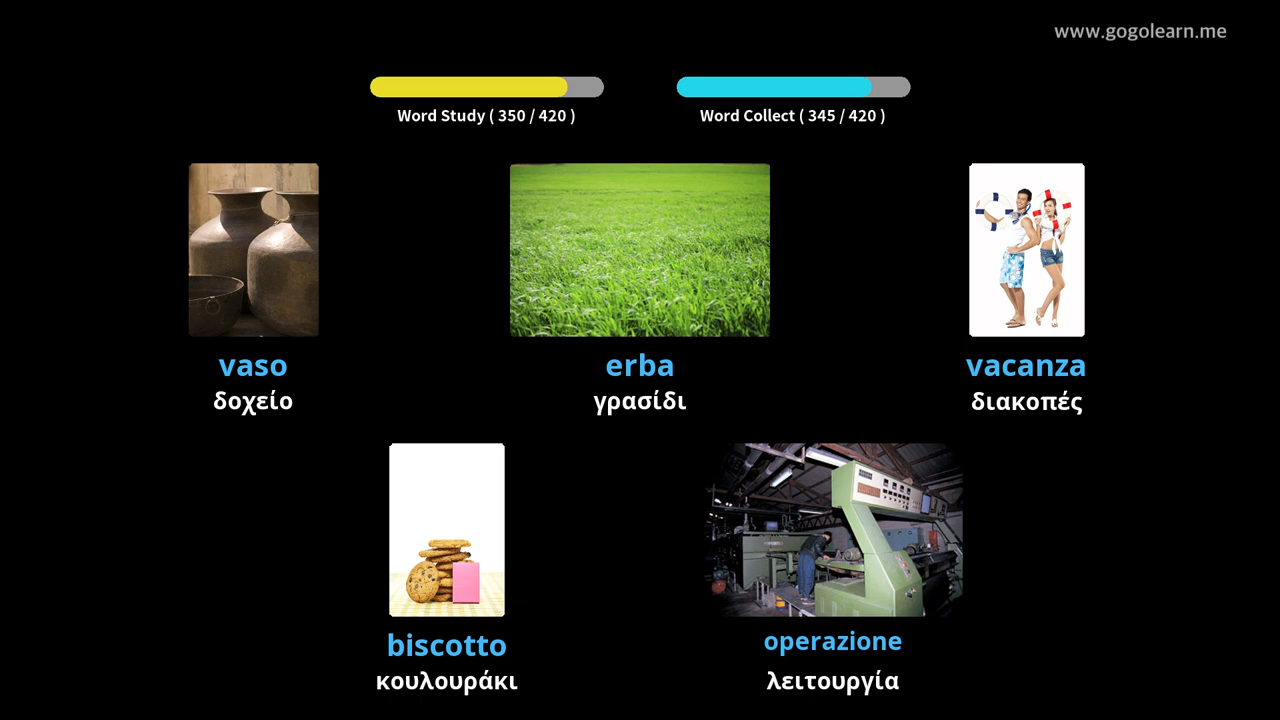 www.gogolearn.me
Word Study ( 350 / 420 )
Word Collect ( 345 / 420 )
vaso
δοχείο
erba
γρασίδι
vacanza
διακοπές
biscotto
κουλουράκι
operazione
λειτουργία